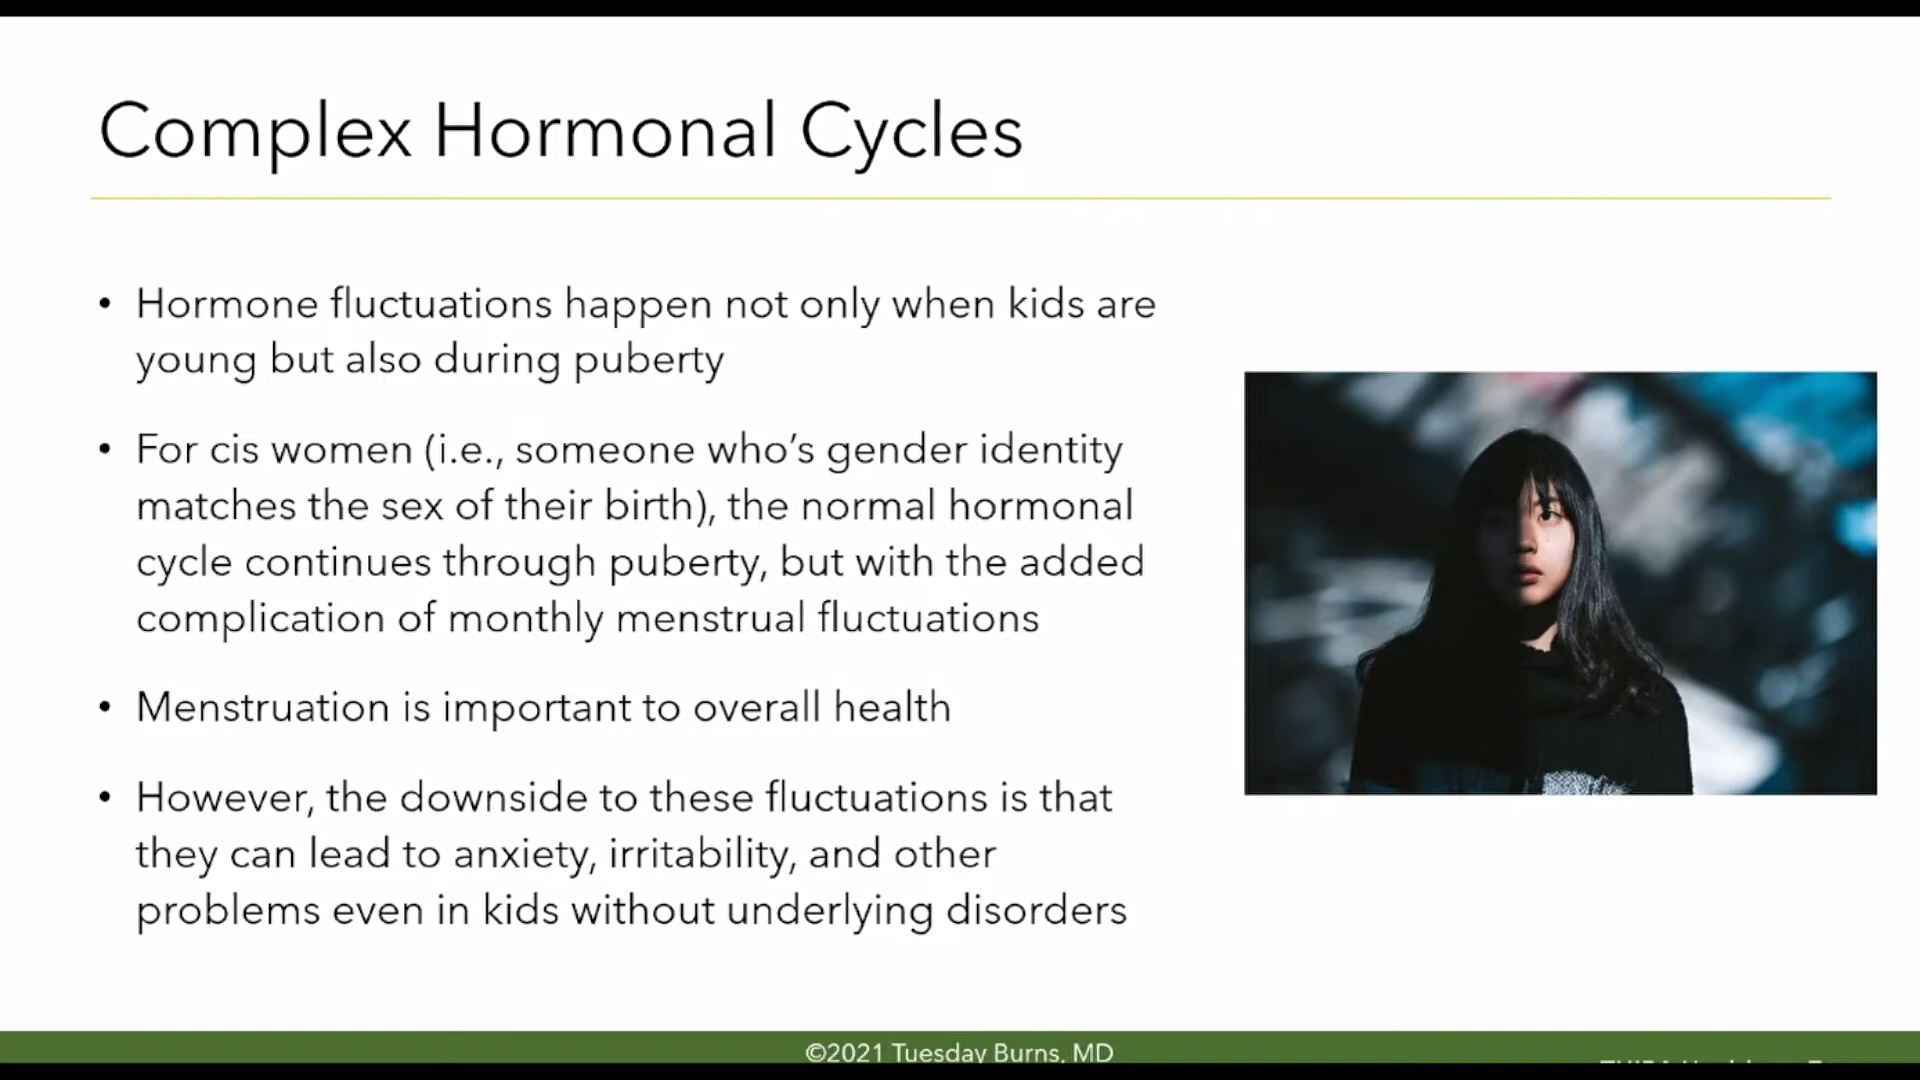 Complex Hormonal Cycles
• Hormone fluctuations happen not only when kids are
young but also during puberty
• For cis women (i.e., someone who’s gender identity
matches the sex of their birth), the normal hormonal
cycle continues through puberty, but with the added
complication of monthly menstrual fluctuations
• Menstruation is important to overall health
• However, the downside to these fluctuations is that
they can lead to anxiety, irritability, and other
problems even in kids without underlying disorders
©2021 Tuesday Burns, MD